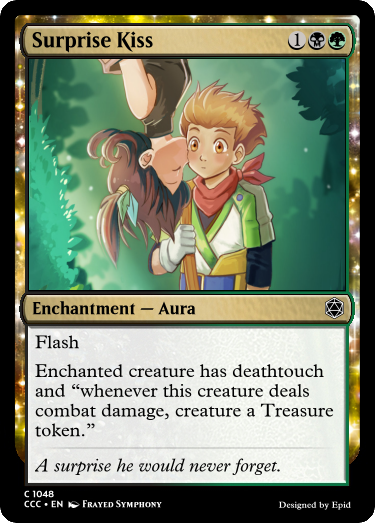 Surprise Kiss 1
Enchantment — Aura
Flash
Enchanted creature has deathtouch
and “whenever this creature deals
combat damage, creature a Treasure
token.”
A surprise he would never forget.
C 1048
CCC • EN Frayed Symphony Designed by Epid